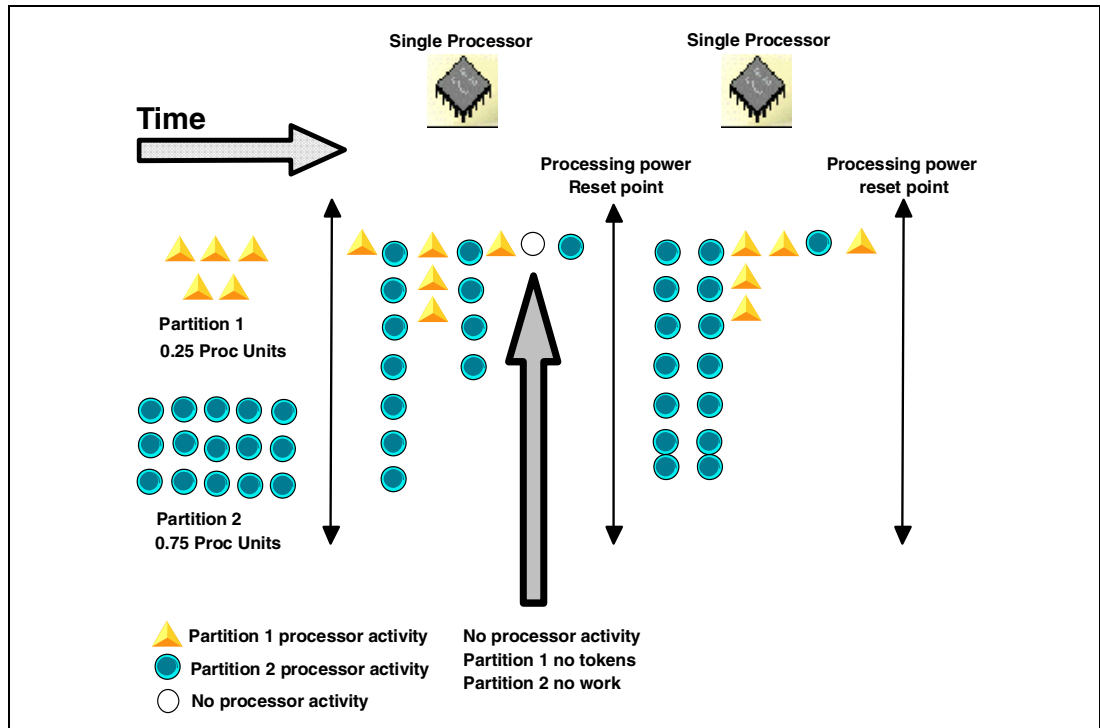 Single Processor
Single Processor
Time
Processing power
Reset point
Processing power
reset point
Partition 1
0.25 Proc Units
Partition 2
0.75 Proc Units
Partition 1 processor activity
Partition 2 processor activity
No processor activity
No processor activity
Partition 1 no tokens
Partition 2 no work